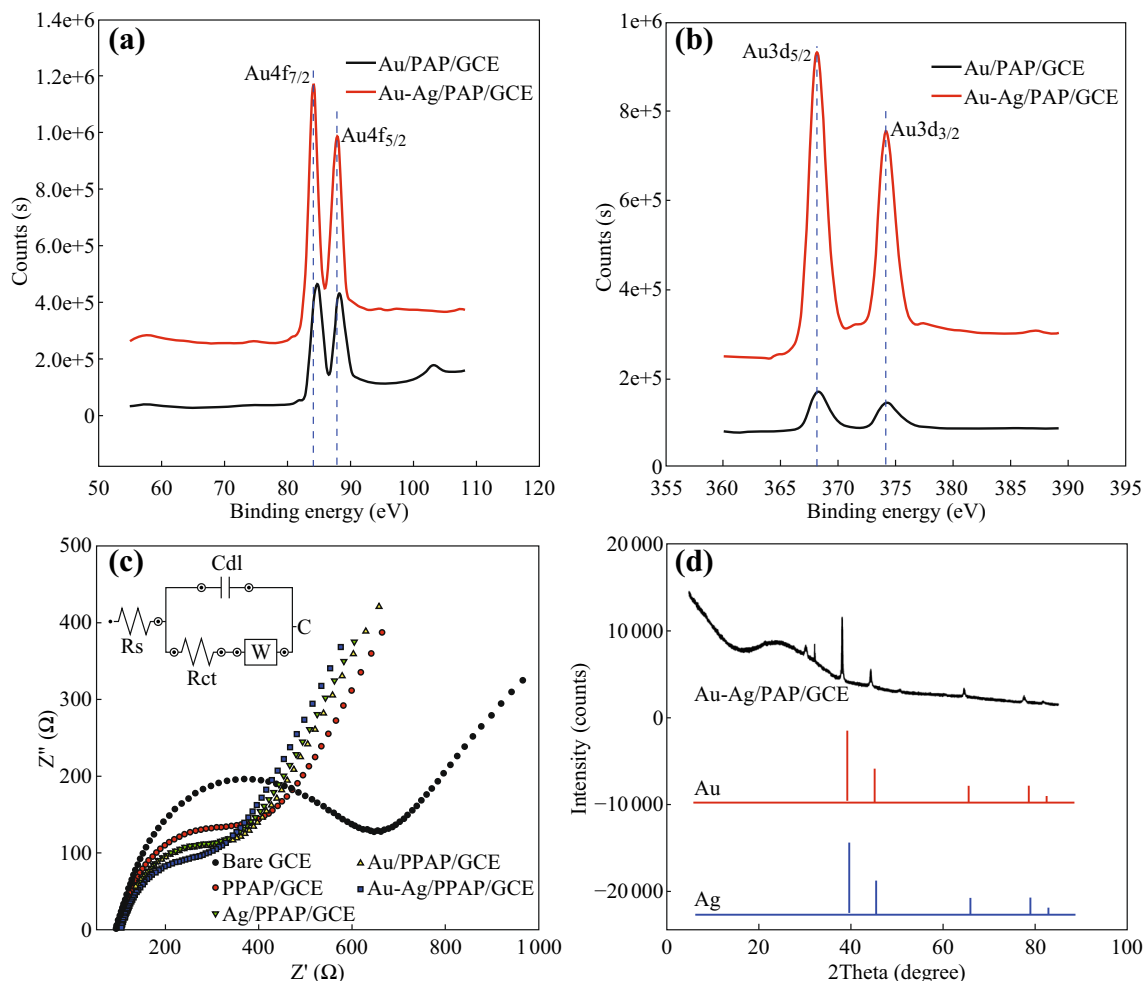 (a)
1.4e+6
1.2e+6
1.0e+6
8.0e+5
6.0e+5
4.0e+5
2.0e+5
0
Counts (s)
Au4f7/2
Au4f5/2
Au/PAP/GCE
Au-Ag/PAP/GCE
50 60 70 80 90 100 110 120
Binding energy (eV)
(b)
1e+6
8e+5
6e+5
4e+5
2e+5
0
Counts (s)
Au3d5/2
Au3d3/2
Au/PAP/GCE
Au-Ag/PAP/GCE
355 360 365 370 375 380 385 390 395
Binding energy (eV)
(c)
500
400
300
200
100
0
Z'' (Ω)
Cdl
Rs
C
Rct
W
Bare GCE
PPAP/GCE
Ag/PPAP/GCE
Au/PPAP/GCE
Au-Ag/PPAP/GCE
200 400 600 800 1000
Z' (Ω)
(d)
20 000
10 000
0
−10 000
−20 000
Intensity (counts)
Au-Ag/PAP/GCE
Au
Ag
0 20 40 60 80 100
2Theta (degree)